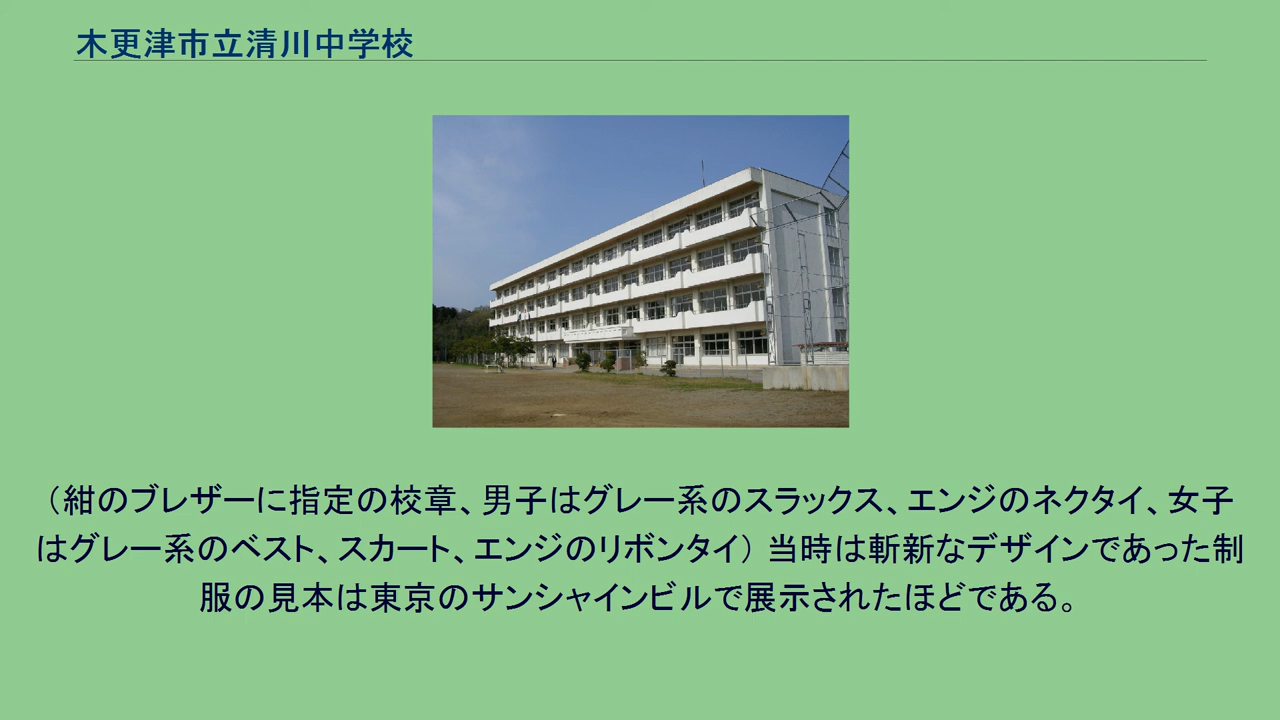 木更津市立清川中学校
（紺のブレザーに指定の校章、男子はグレー系のスラックス、エンジのネクタイ、女子
はグレー系のベスト、スカート、エンジのリボンタイ） 当時は斬新なデザインであった制
服の見本は東京のサンシャインビルで展示されたほどである。